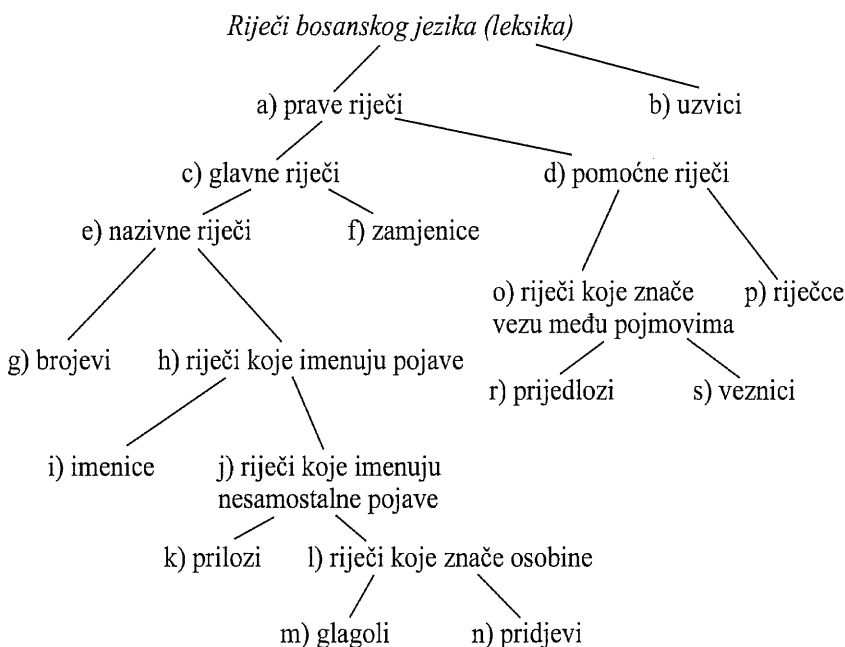 Riječi bosanskog jezika (leksika)
a) prave riječi
b) uzvici
c) glavne riječi
d) pomoćne riječi
e) nazivne riječi
f) zamjenice
o) riječi koje znače
vezu među pojmovima
p) riječce
g) brojevi
h) riječi koje imenuju pojave
r) prijedlozi
s) veznici
i) imenice
j) riječi koje imenuju
nesamostalne pojave
k) prilozi
l) riječi koje znače osobine
m) glagoli
n) pridjevi